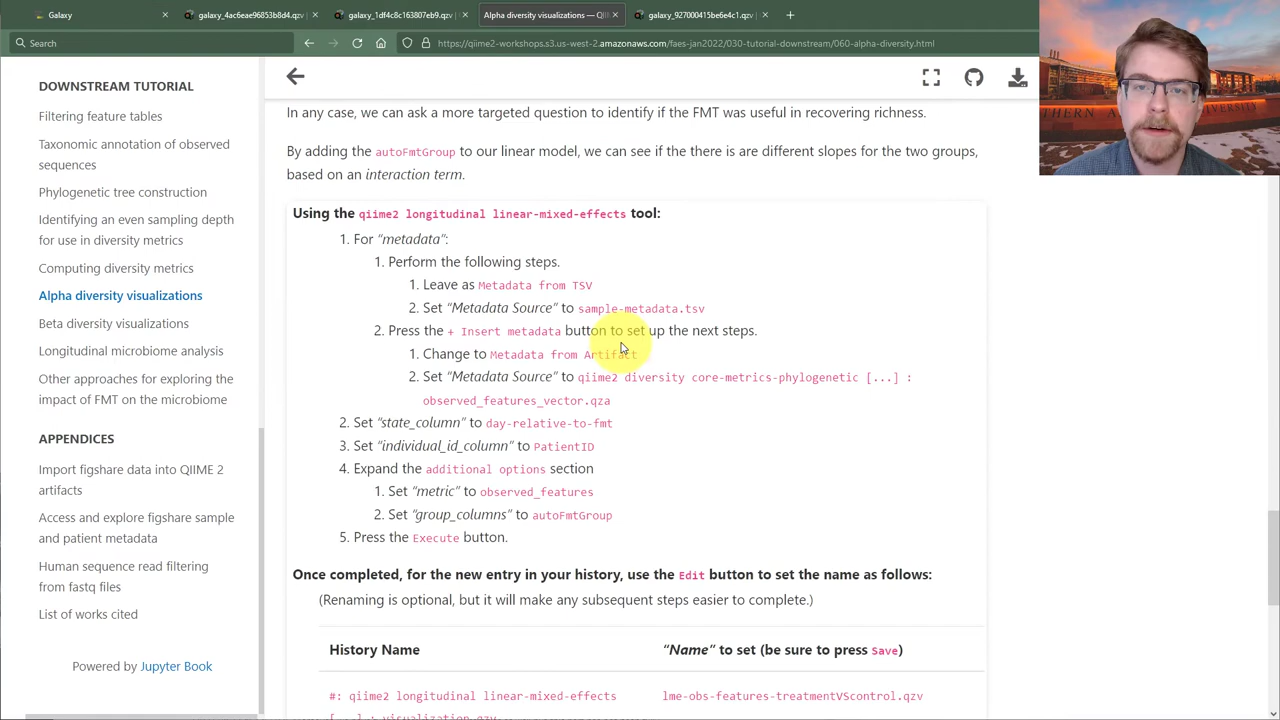 Galaxy
galaxy_4ac6eae96853b8d4.qzv
galaxy_1df4c8c163807eb9.qzv
Alpha diversity visualizations — QII
galaxy_927000415be6e4c1.qzv
Search
https://qiime2-workshops.s3.us-west-2.amazonaws.com/faes-jan2022/030-tutorial-downstream/060-alpha-diversity.html
DOWNSTREAM TUTORIAL
Filtering feature tables
Taxonomic annotation of observed
sequences
Phylogenetic tree construction
Identifying an even sampling depth
for use in diversity metrics
Computing diversity metrics
Alpha diversity visualizations
Beta diversity visualizations
Longitudinal microbiome analysis
Other approaches for exploring the
impact of FMT on the microbiome
APPENDICES
Import figshare data into QIIME 2
artifacts
Access and explore figshare sample
and patient metadata
Human sequence read filtering
from fastq files
List of works cited
Powered by Jupyter Book
In any case, we can ask a more targeted question to identify if the FMT was useful in recovering richness.
By adding the autoFmtGroup to our linear model, we can see if the there is are different slopes for the two groups,
based on an interaction term.
Using the qiime2 longitudinal linear-mixed-effects tool:
1. For “metadata”:
1. Perform the following steps.
1. Leave as Metadata from TSV
2. Set “Metadata Source” to sample-metadata.tsv
2. Press the + Insert metadata button to set up the next steps.
1. Change to Metadata from Artifact
2. Set “Metadata Source” to qiime2 diversity core-metrics-phylogenetic [...] :
observed_features_vector.qza
2. Set “state_column” to day-relative-to-fmt
3. Set “individual_id_column” to PatientID
4. Expand the additional options section
1. Set “metric” to observed_features
2. Set “group_columns” to autoFmtGroup
5. Press the Execute button.
Once completed, for the new entry in your history, use the Edit button to set the name as follows:
(Renaming is optional, but it will make any subsequent steps easier to complete.)
History Name
“Name” to set (be sure to press Save)
#: qiime2 longitudinal linear-mixed-effects
lme-obs-features-treatmentVScontrol.qzv
[...] : visualization.qzv